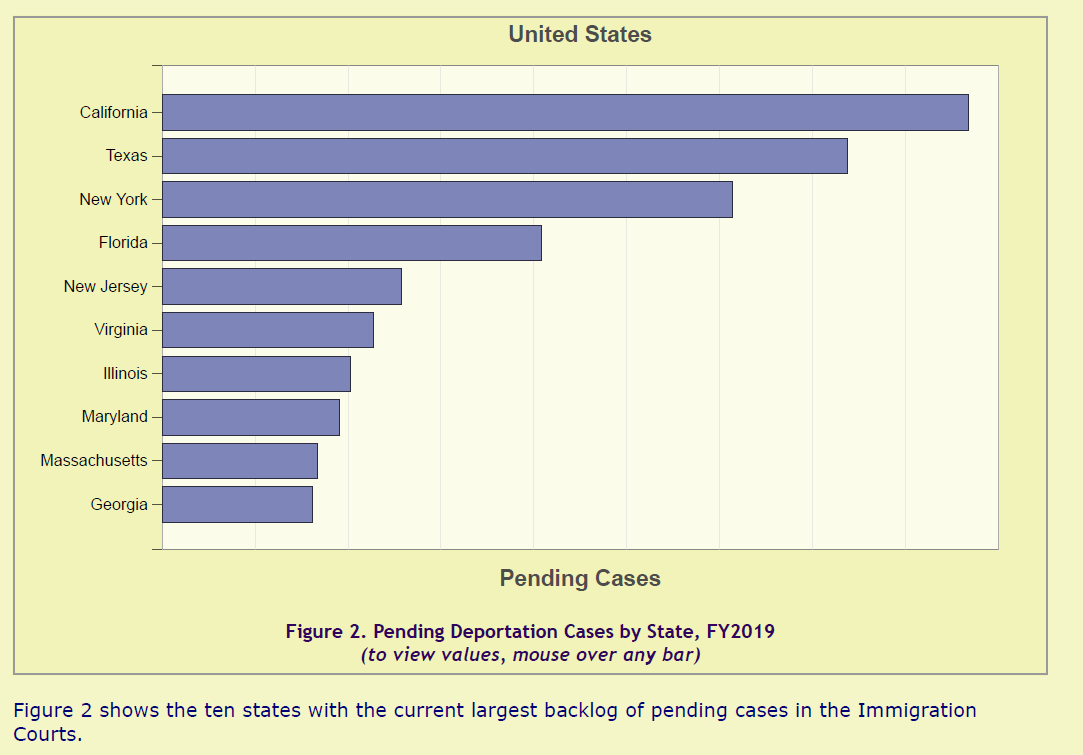 United States
California
Texas
New York
Florida
New Jersey
Virginia
Illinois
Maryland
Massachusetts
Georgia
Pending Cases
Figure 2. Pending Deportation Cases by State, FY2019
(to view values, mouse over any bar)
Figure 2 shows the ten states with the current largest backlog of pending cases in the Immigration
Courts.